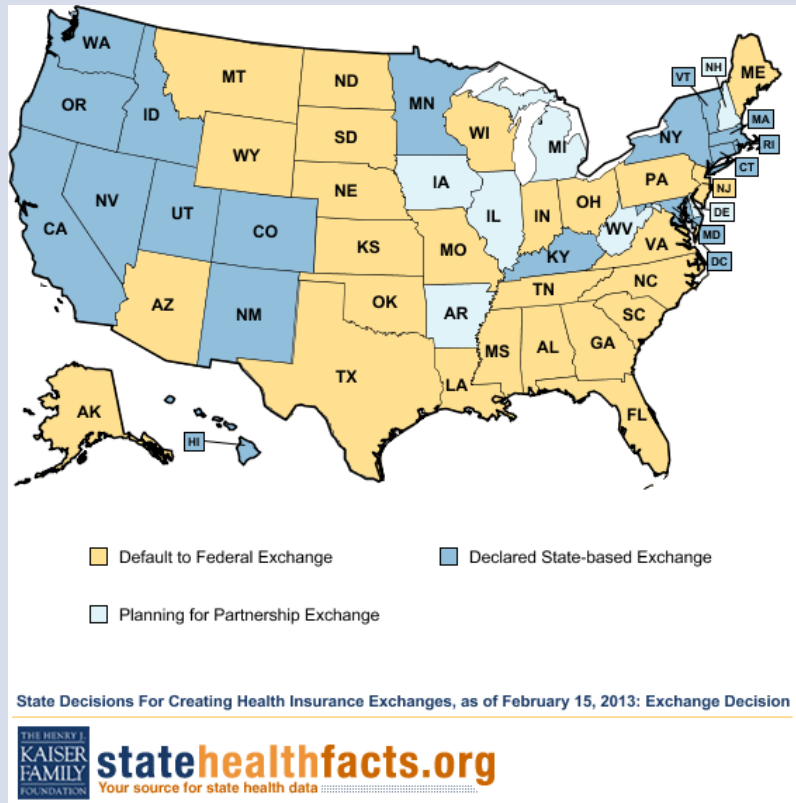 WA
MT
ND
MN
VT
NH
ME
OR
ID
SD
WI
MI
NY
MA
RI
CT
WY
IA
NE
PA
NJ
NV
UT
CO
IL
IN
OH
WV
DE
MD
DC
CA
KS
MO
KY
VA
AZ
NM
OK
AR
TN
NC
SC
TX
LA
MS
AL
GA
FL
AK
HI
Default to Federal Exchange
Declared State-based Exchange
Planning for Partnership Exchange
State Decisions For Creating Health Insurance Exchanges, as of February 15, 2013: Exchange Decision
THE HENRY J.
KAISER
FAMILY
FOUNDATION
statehealthfacts.org
Your source for state health data